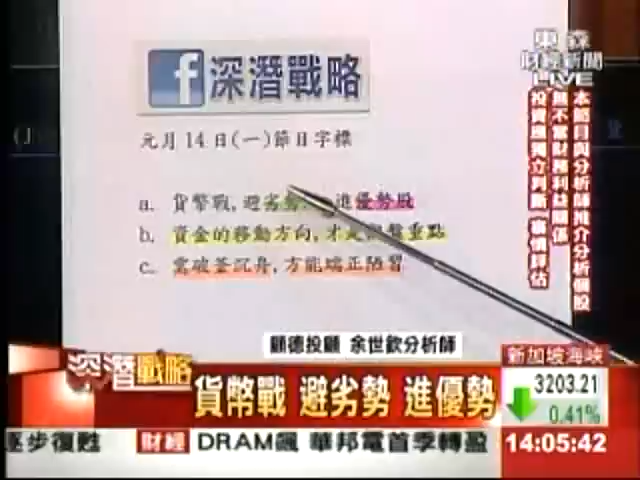 東森
財經新聞
LIVE
本節目與分析師推介分析個股
無不當財務利益關係
投資應獨立判斷 審慎評估
f 深潛戰略
元月14日(一)節目字標
a. 貨幣戰,避劣勢 進優勢股
b. 資金的移動方向,才是 盤重點
c. 需破釜沉舟,方能端正陋習
顧德投顧 余世欽分析師
深潛戰略
貨幣戰 避劣勢 進優勢
新加坡海峽
3203.21
0.41%
逐步復甦 財經 DRAM飆 華邦電首季轉盈
14:05:42